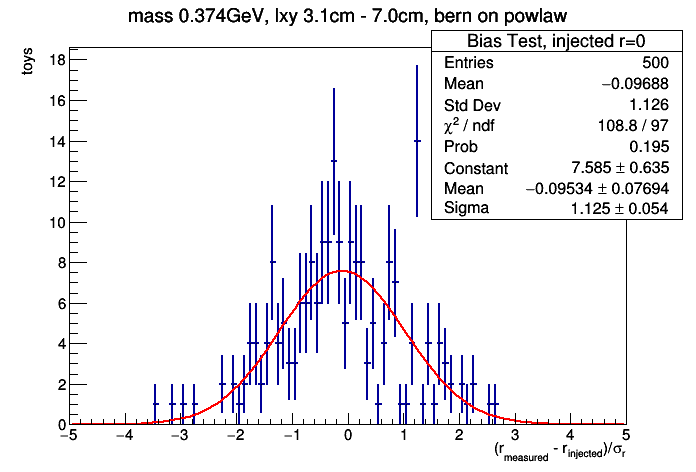 mass 0.374GeV, lxy 3.1cm - 7.0cm, bern on powlaw
Bias Test, injected r=0
Entries 500
Mean −0.09688
Std Dev 1.126
χ² / ndf 108.8 / 97
Prob 0.195
Constant 7.585 ± 0.635
Mean −0.09534 ± 0.07694
Sigma 1.125 ± 0.054
toys
18
16
14
12
10
8
6
4
2
0
−5 −4 −3 −2 −1 0 1 2 3 4 5
(r_measured - r_injected)/σ_r